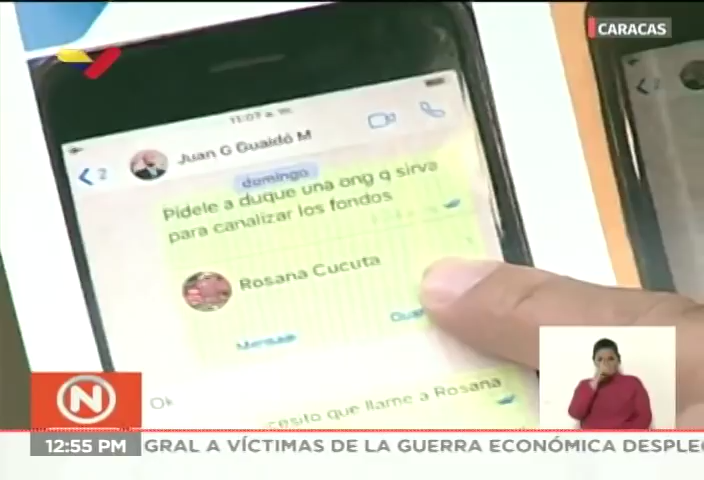 CARACAS
11:07 a. m.
2
Juan G Guaidó M
domingo
Pidele a duque una ong q sirva
para canalizar los fondos
Rosana Cucuta
Mensaje
Ok
cesito que llame a Rosana
N
12:55 PM
GRAL A VÍCTIMAS DE LA GUERRA ECONÓMICA DESPLEG